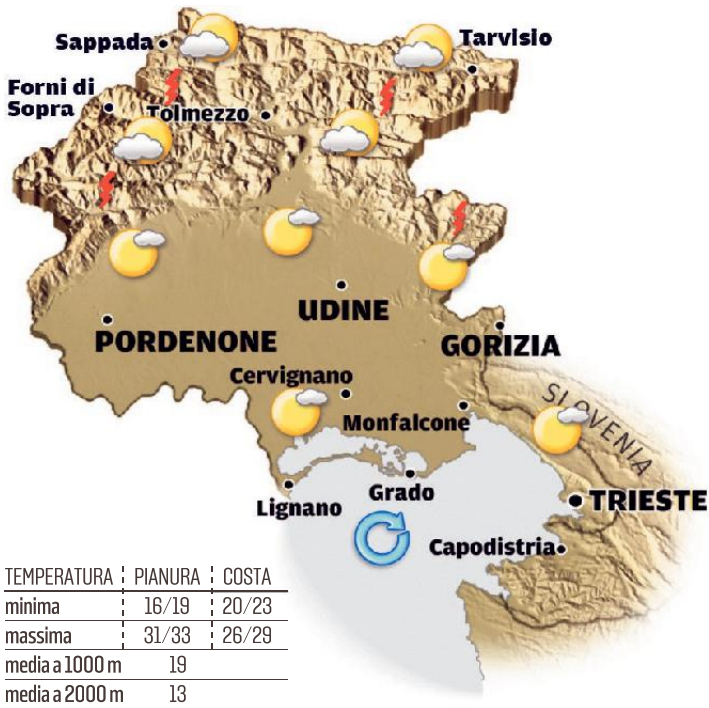 Sappada
Tarvisio
Forni di
Sopra
Tolmezzo
UDINE
PORDENONE
GORIZIA
Cervignano
Monfalcone
SLOVENIA
Lignano
Grado
TRIESTE
Capodistria
TEMPERATURA PIANURA COSTA
minima 16/19 20/23
massima 31/33 26/29
media a 1000 m 19
media a 2000 m 13